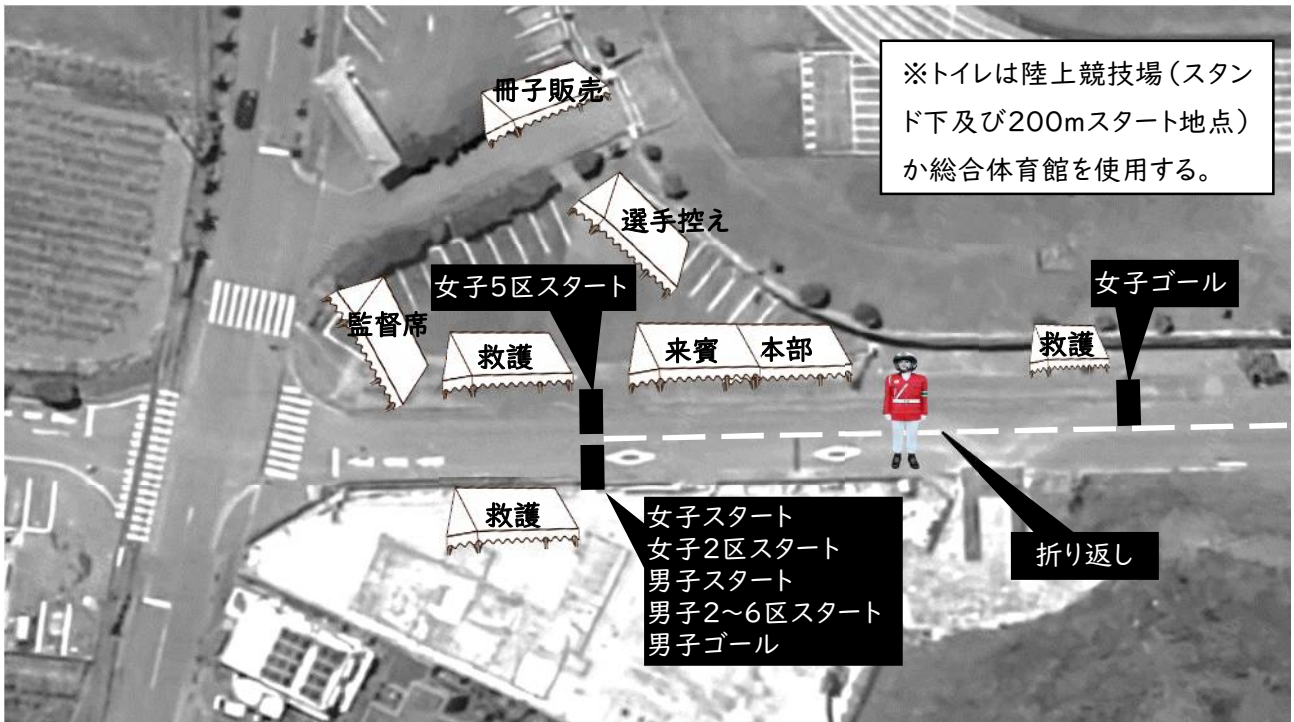 ※トイレは陸上競技場（スタン
ド下及び200mスタート地点）
か総合体育館を使用する。
冊子販売
選手控え
女子5区スタート
女子ゴール
監督席
救護
来賓
本部
救護
救護
女子スタート
女子2区スタート
男子スタート
男子2～6区スタート
男子ゴール
折り返し